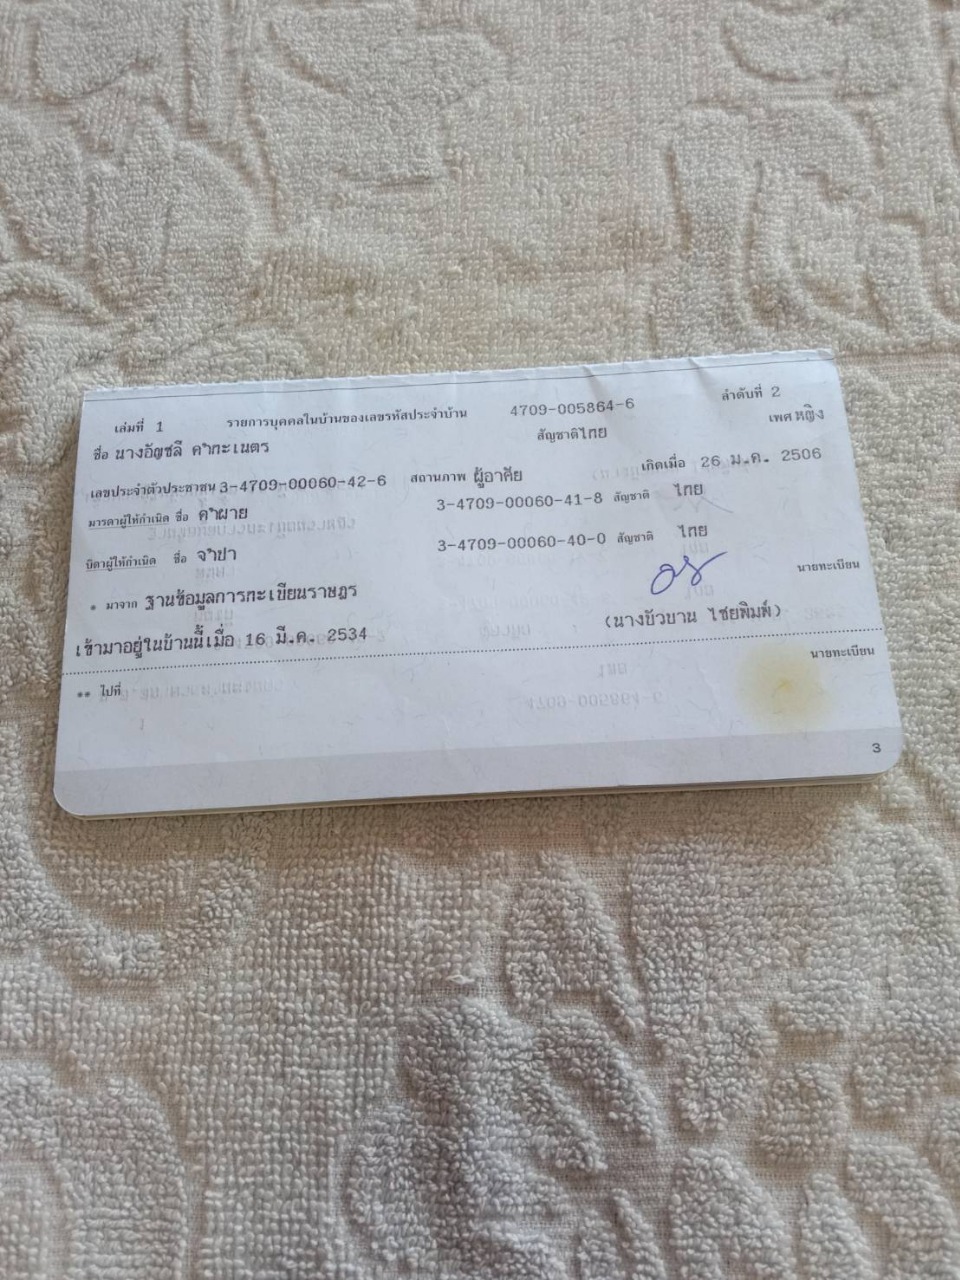 เล่มที่ 1 รายการบุคคลในบ้านของเลขรหัสประจำบ้าน 4709-005864-6 ลำดับที่ 2
ชื่อ นางอัญชลี คำทะเนตร สัญชาติไทย เพศ หญิง
เลขประจำตัวประชาชน 3-4709-00060-42-6 สถานภาพ ผู้อาศัย เกิดเมื่อ 26 ม.ค. 2506
มารดาผู้ให้กำเนิด ชื่อ คำผาย 3-4709-00060-41-8 สัญชาติ ไทย
บิดาผู้ให้กำเนิด ชื่อ จำปา 3-4709-00060-40-0 สัญชาติ ไทย
* มาจาก ฐานข้อมูลการทะเบียนราษฎร นายทะเบียน
เข้ามาอยู่ในบ้านนี้เมื่อ 16 มี.ค. 2534 (นางบัวบาน ไชยพิมพ์)
** ไปที่ นายทะเบียน
3